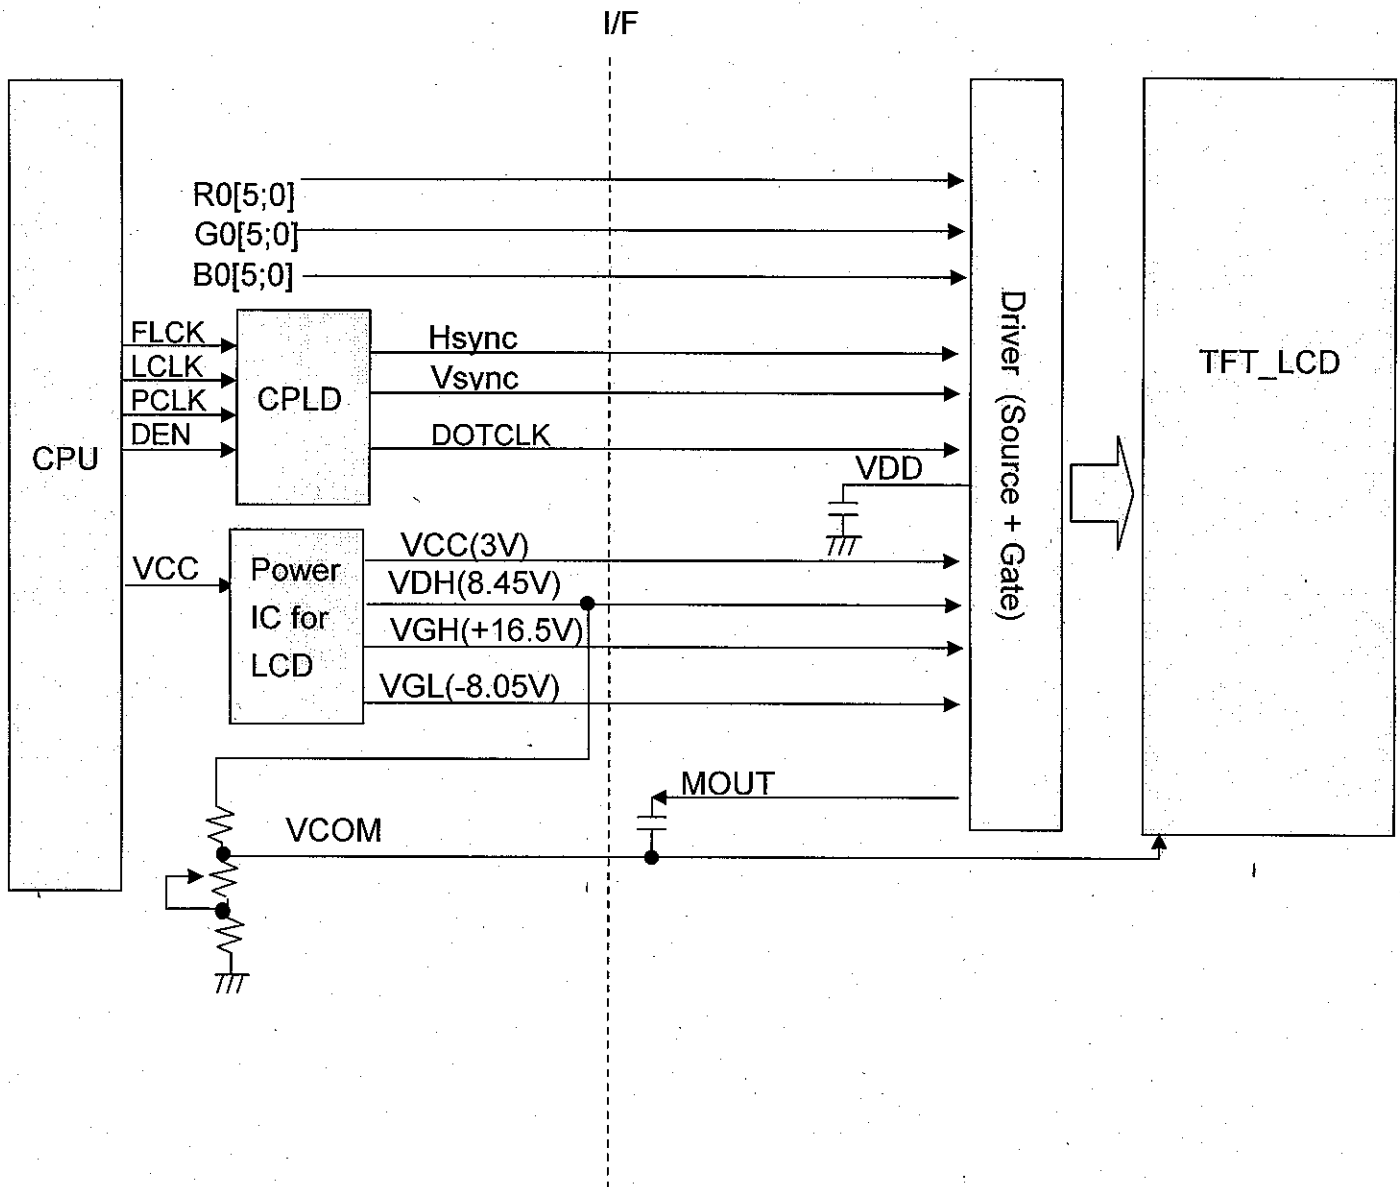 I/F
R0[5;0]
G0[5;0]
B0[5;0]
FLCK
LCLK
PCLK
DEN
CPU
CPLD
Hsync
Vsync
DOTCLK
VDD
Driver (Source + Gate)
TFT_LCD
VCC
Power
IC for
LCD
VCC(3V)
VDH(8.45V)
VGH(+16.5V)
VGL(-8.05V)
MOUT
VCOM